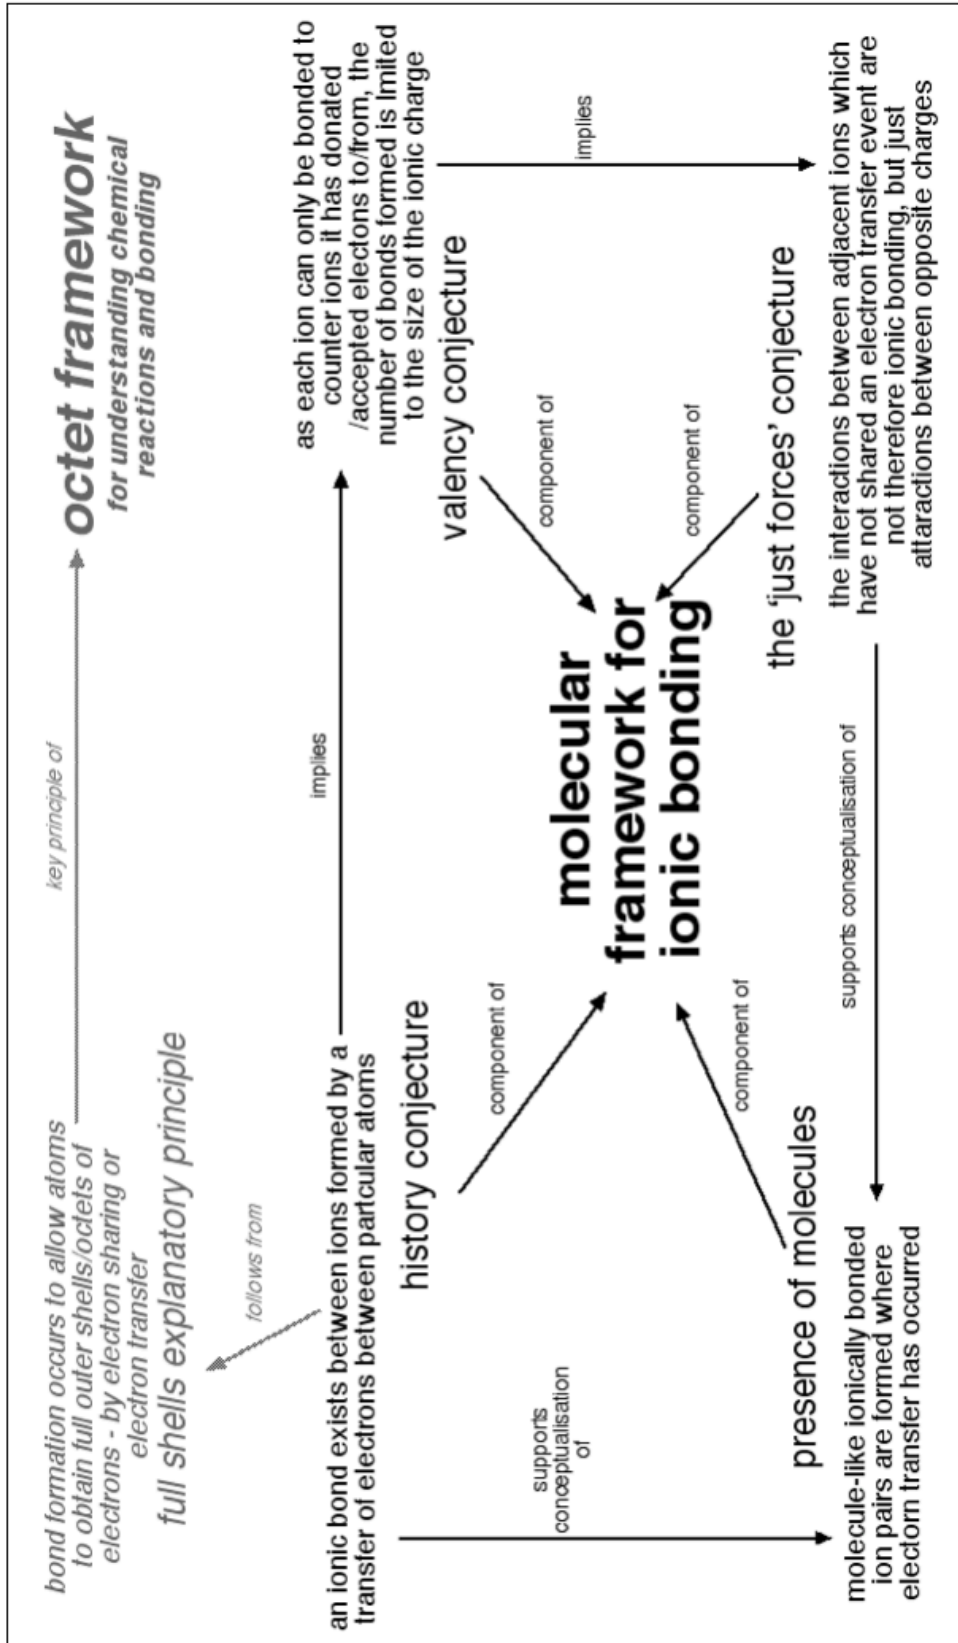 bond formation occurs to allow atoms
to obtain full outer shells/octets of
electrons - by electron sharing or
electron transfer
full shells explanatory principle
key principle of
octet framework
for understanding chemical
reactions and bonding
follows from
an ionic bond exists between ions formed by a
transfer of electrons between partcular atoms
history conjecture
implies
as each ion can only be bonded to
counter ions it has donated
/accepted electons to/from, the
number of bonds formed is lmited
to the size of the ionic charge
valency conjecture
component of
component of
supports
conceptualisation
of
molecular
framework for
ionic bonding
implies
component of
component of
presence of molecules
molecule-like ionically bonded
ion pairs are formed where
electorn transfer has occurred
supports conceptualisation of
the 'just forces' conjecture
the interactions between adjacent ions which
have not shared an electron transfer event are
not therefore ionic bonding, but just
attaractions between opposite charges